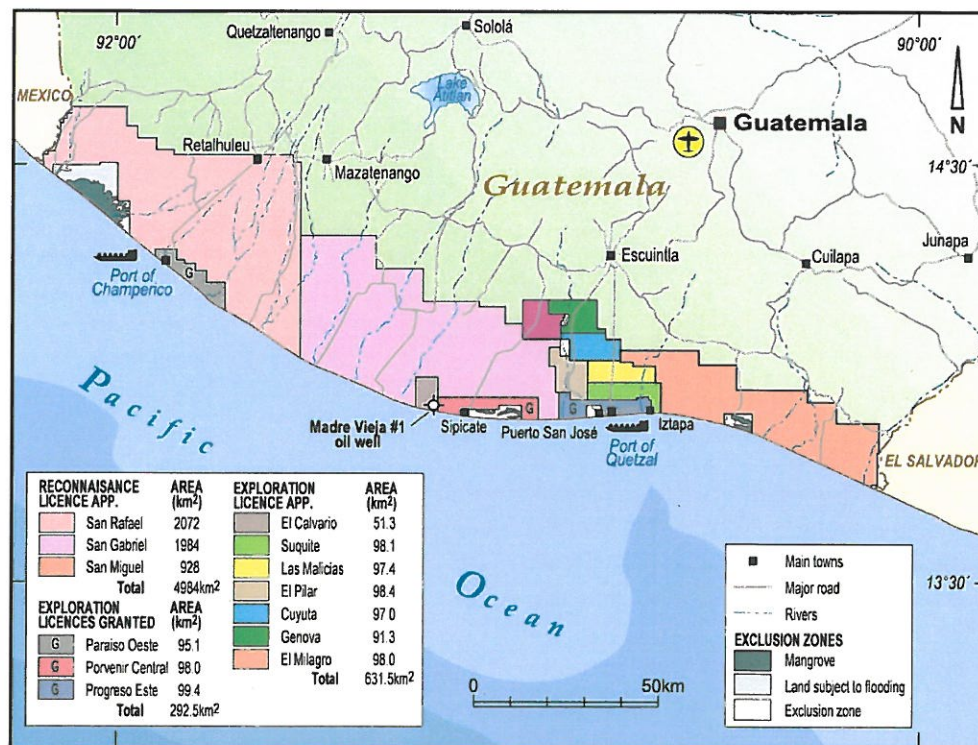 92°00'
90°00'
Quetzaltenango
Sololá
MEXICO
Lake
Atitlan
N
Guatemala
Retalhuleu
Mazatenango
14°30'
Guatemala
Escuintla
Cuilapa
Junapa
G
Port of
Champerico
Madre Vieja #1
oil well
Sipicate
G
Puerto San José
G
Port of
Quetzal
Iztapa
EL SALVADOR
Pacific
Ocean
RECONNAISANCE
LICENCE APP.
AREA
(km²)
San Rafael 2072
San Gabriel 1984
San Miguel 928
Total 4984km²
EXPLORATION
LICENCES GRANTED
AREA
(km²)
G Paraiso Oeste 95.1
G Porvenir Central 98.0
G Progreso Este 99.4
Total 292.5km²
EXPLORATION
LICENCE APP.
AREA
(km²)
El Calvario 51.3
Suquite 98.1
Las Malicias 97.4
El Pilar 98.4
Cuyuta 97.0
Genova 91.3
El Milagro 98.0
Total 631.5km²
0 50km
Main towns
Major road
Rivers
EXCLUSION ZONES
Mangrove
Land subject to flooding
Exclusion zone
13°30'